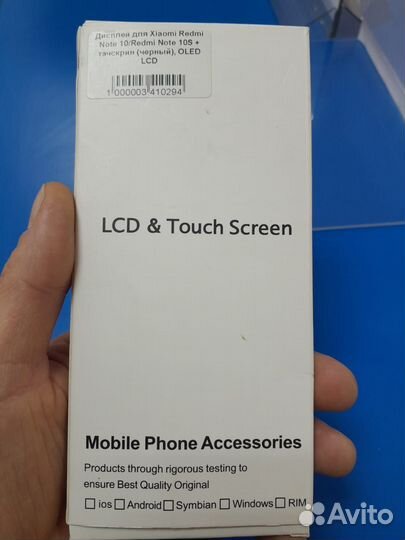 Дисплей для Xiaomi Redmi
Note 10/Redmi Note 10S +
тачскрин (черный), OLED
LCD
1 000003 410294
LCD & Touch Screen
Mobile Phone Accessories
Products through rigorous testing to
ensure Best Quality Original
ios Android Symbian Windows RIM
Avito